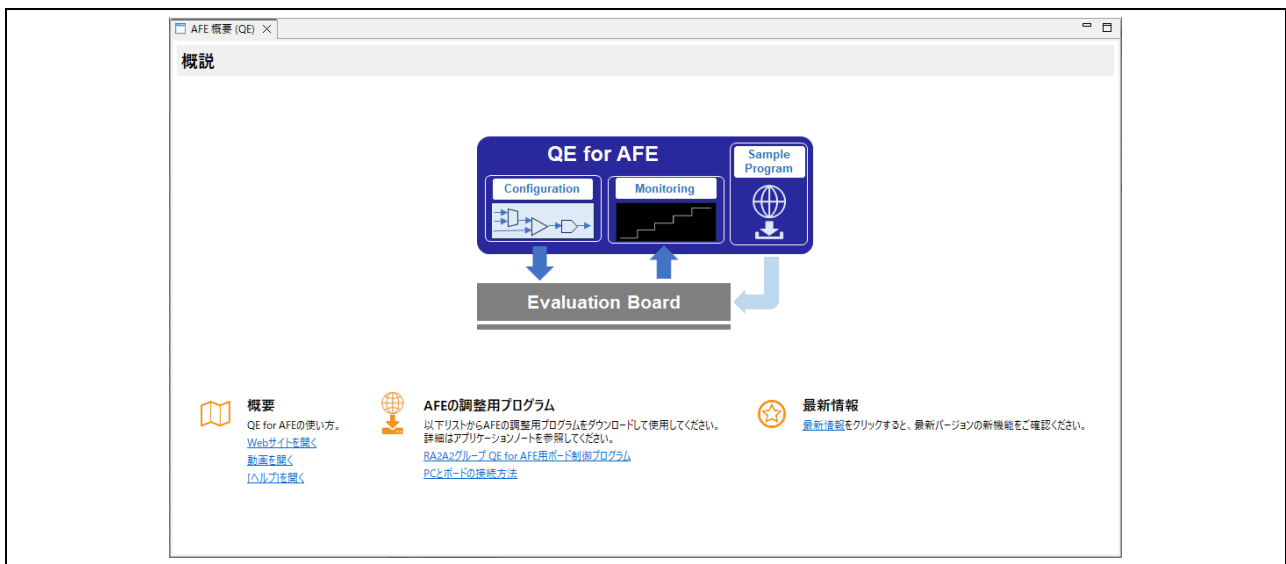 AFE 概要 (QE)
概説
QE for AFE
Sample
Program
Configuration
Monitoring
Evaluation Board
概要
QE for AFEの使い方。
Webサイトを開く
動画を開く
[ヘルプ]を開く
AFEの調整用プログラム
以下リストからAFEの調整用プログラムをダウンロードして使用してください。
詳細はアプリケーションノートを参照してください。
RA2A2グループ QE for AFE用ボード制御プログラム
PCとボードの接続方法
最新情報
最新情報をクリックすると、最新バージョンの新機能をご確認ください。